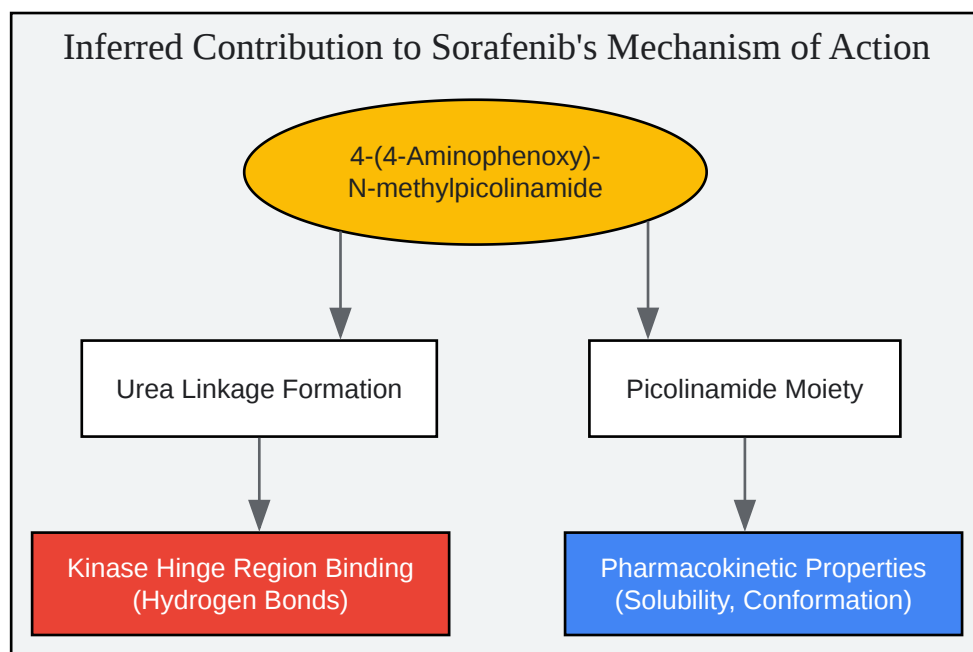 Inferred Contribution to Sorafenib's Mechanism of Action
4-(4-Aminophenoxy)-
N-methylpicolinamide
Urea Linkage Formation
Picolinamide Moiety
Kinase Hinge Region Binding
(Hydrogen Bonds)
Pharmacokinetic Properties
(Solubility, Conformation)